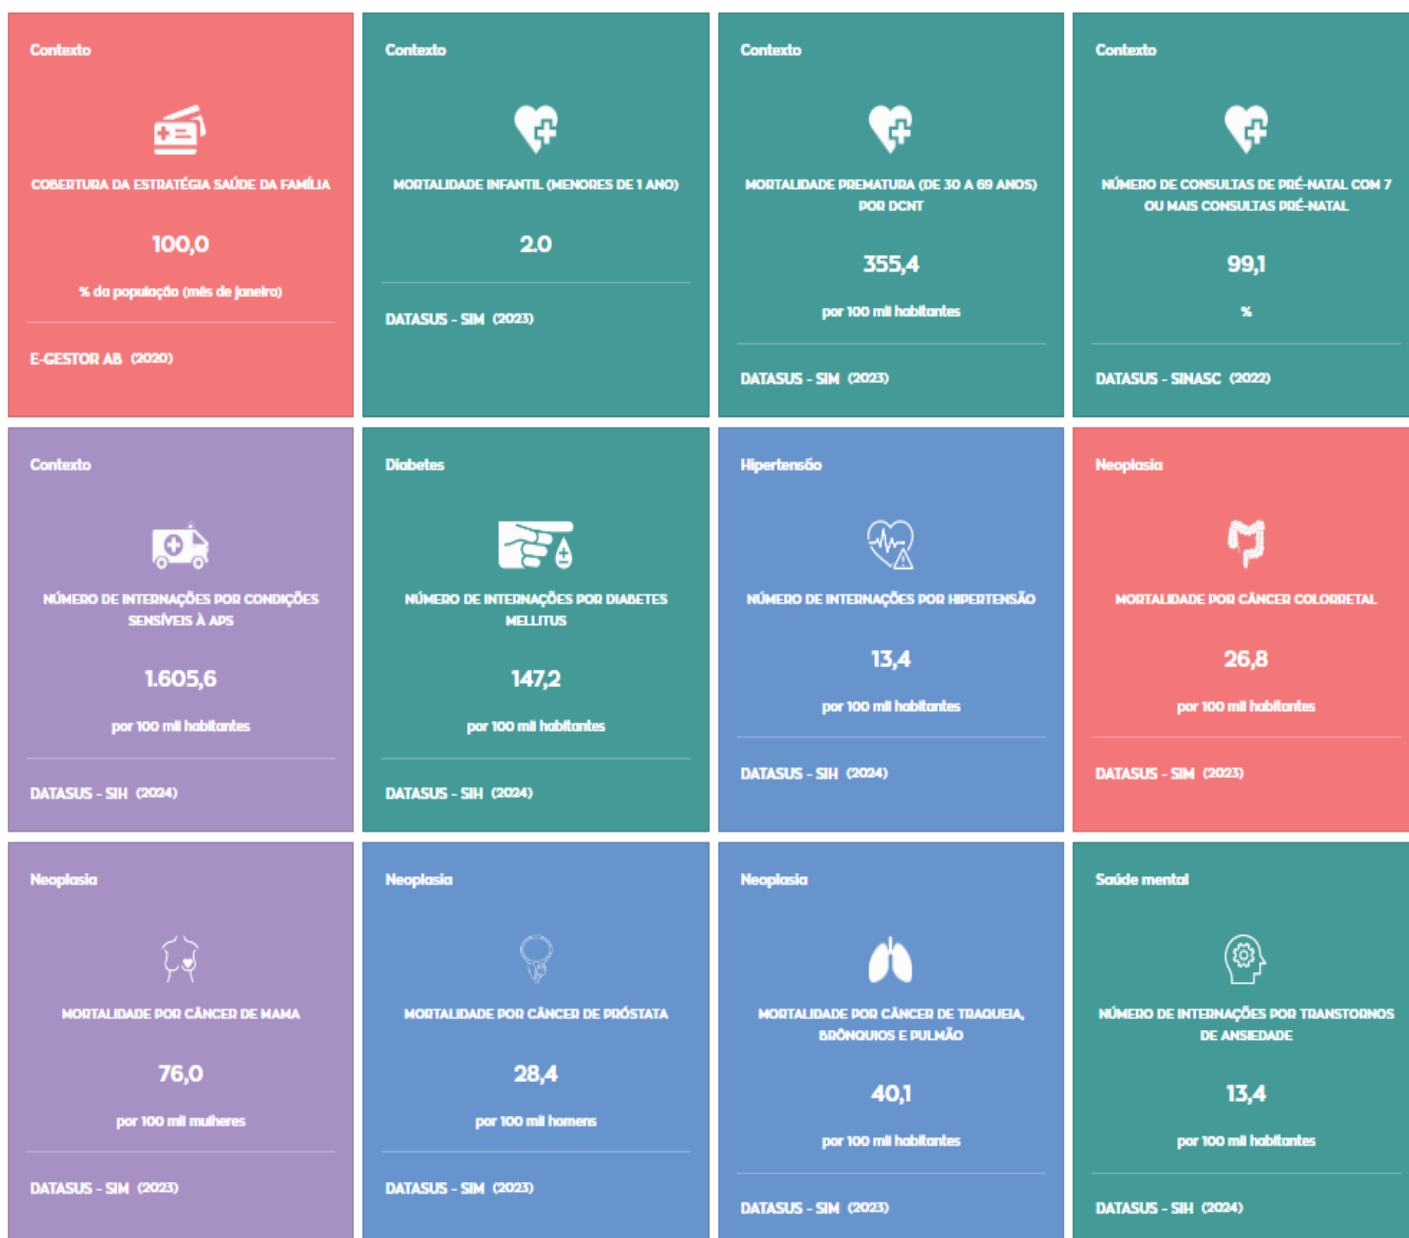 Contexto
COBERTURA DA ESTRATÉGIA SAÚDE DA FAMÍLIA
100,0
% da população (mês de janeiro)
E-GESTOR AB (2020)
Contexto
MORTALIDADE INFANTIL (MENORES DE 1 ANO)
2.0
DATASUS - SIM (2023)
Contexto
MORTALIDADE PREMATURA (DE 30 A 69 ANOS)
POR DCNT
355,4
por 100 mil habitantes
DATASUS - SIM (2023)
Contexto
NÚMERO DE CONSULTAS DE PRÉ-NATAL COM 7
OU MAIS CONSULTAS PRÉ-NATAL
99,1
%
DATASUS - SINASC (2022)
Contexto
NÚMERO DE INTERNAÇÕES POR CONDIÇÕES
SENSÍVEIS À APS
1.605,6
por 100 mil habitantes
DATASUS - SIH (2024)
Diabetes
NÚMERO DE INTERNAÇÕES POR DIABETES
MELLITUS
147,2
por 100 mil habitantes
DATASUS - SIH (2024)
Hipertensão
NÚMERO DE INTERNAÇÕES POR HIPERTENSÃO
13,4
por 100 mil habitantes
DATASUS - SIH (2024)
Neoplasia
MORTALIDADE POR CÂNCER COLORRETAL
26,8
por 100 mil habitantes
DATASUS - SIM (2023)
Neoplasia
MORTALIDADE POR CÂNCER DE MAMA
76,0
por 100 mil mulheres
DATASUS - SIM (2023)
Neoplasia
MORTALIDADE POR CÂNCER DE PRÓSTATA
28,4
por 100 mil homens
DATASUS - SIM (2023)
Neoplasia
MORTALIDADE POR CÂNCER DE TRAQUEIA,
BRÔNQUIOS E PULMÃO
40,1
por 100 mil habitantes
DATASUS - SIM (2023)
Saúde mental
NÚMERO DE INTERNAÇÕES POR TRANSTORNOS
DE ANSIEDADE
13,4
por 100 mil habitantes
DATASUS - SIH (2024)